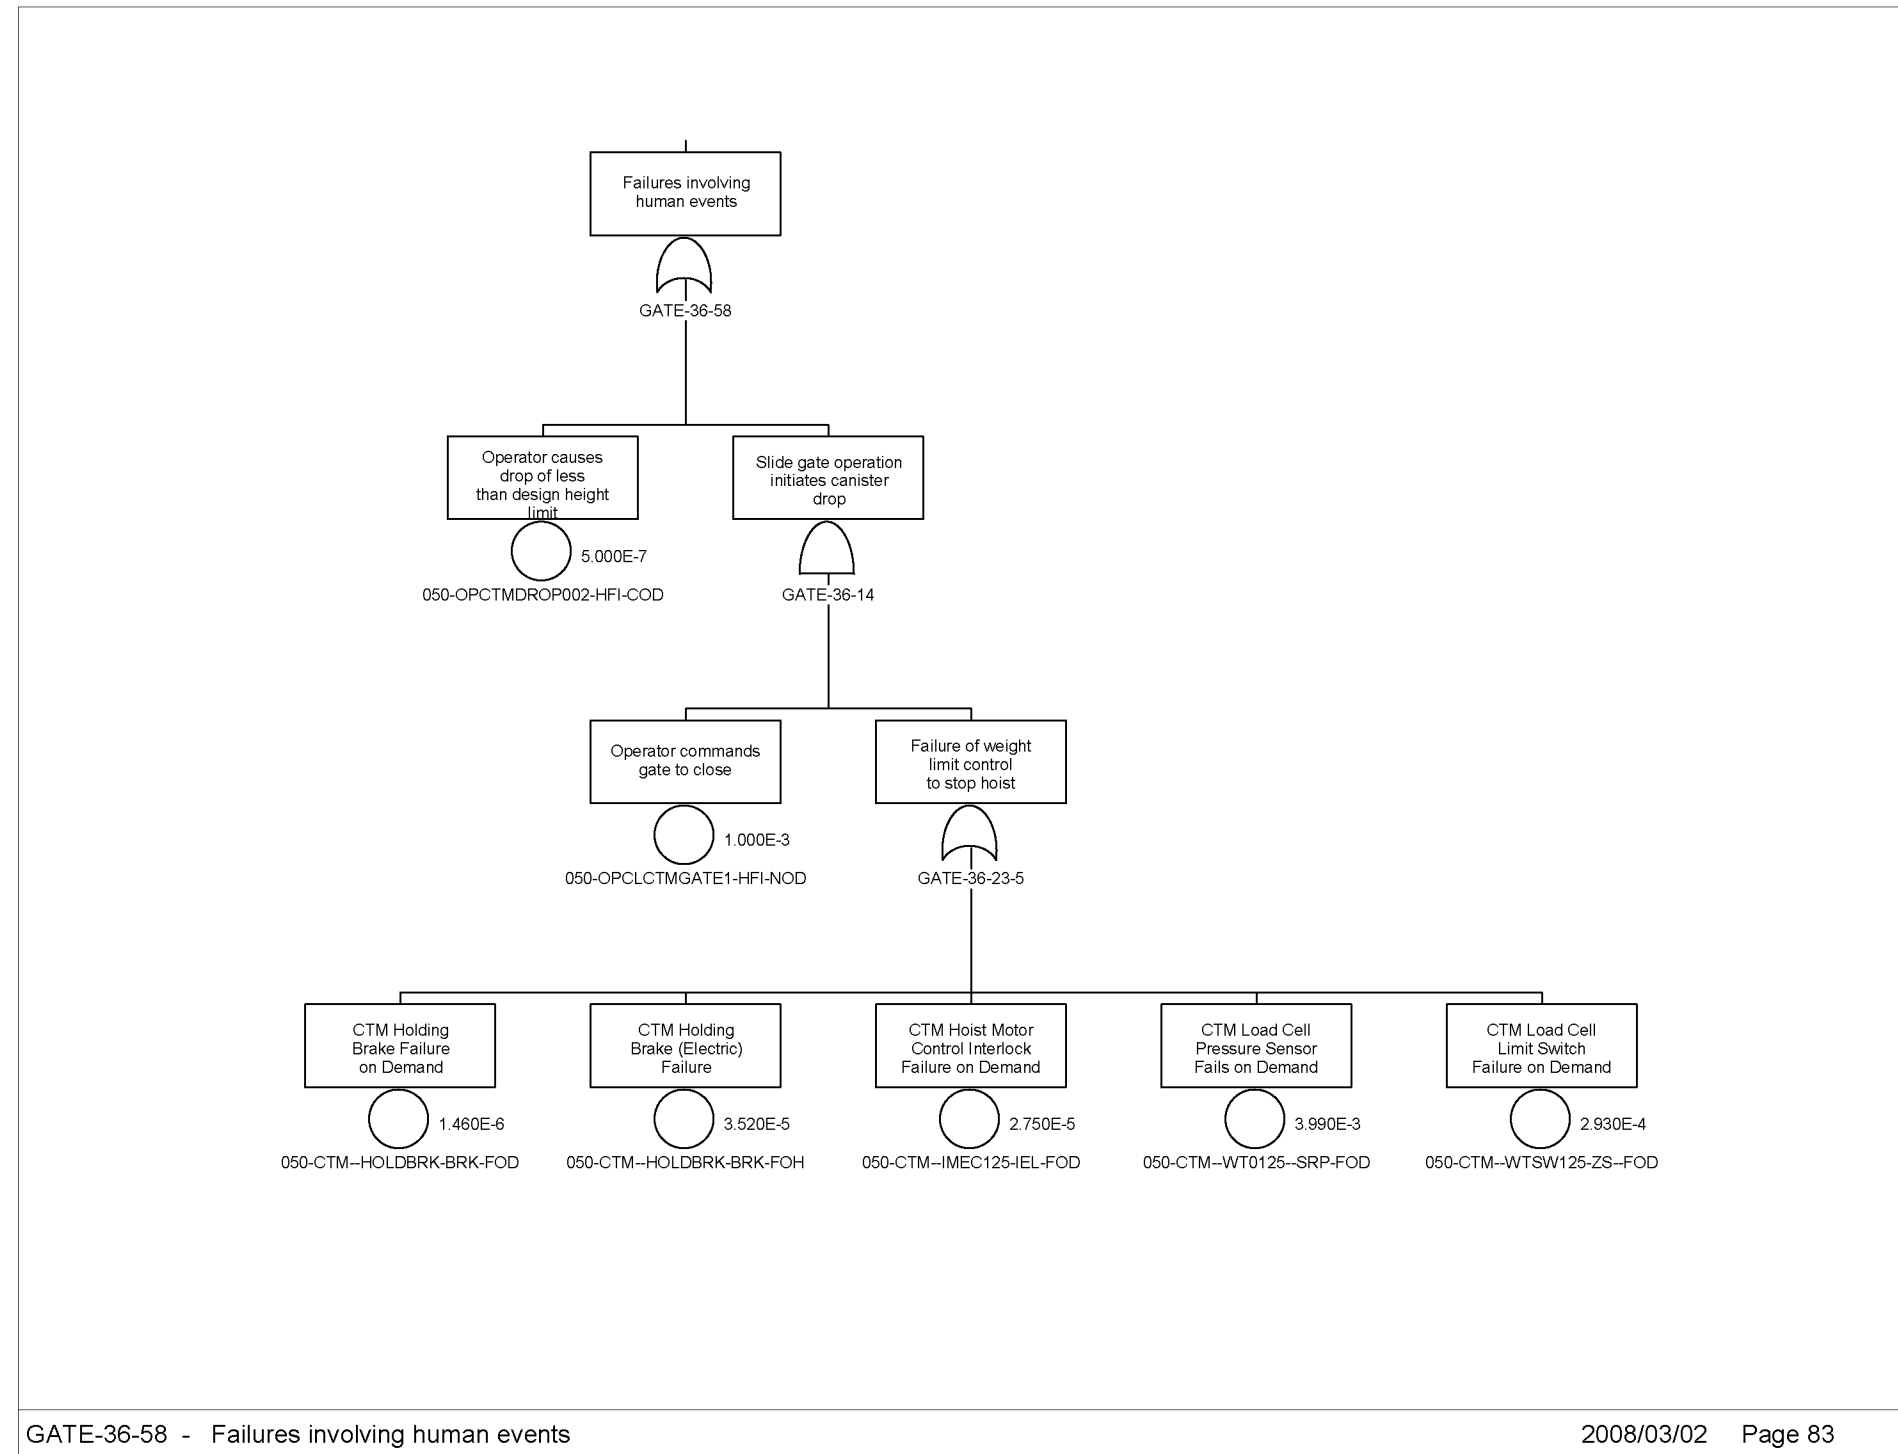 Failures involving
human events
GATE-36-58
Operator causes
drop of less
than design height
limit
5.000E-7
050-OPCTMDROP002-HFI-COD
Slide gate operation
initiates canister
drop
GATE-36-14
Operator commands
gate to close
1.000E-3
050-OPCLCTMGATE1-HFI-NOD
Failure of weight
limit control
to stop hoist
GATE-36-23-5
CTM Holding
Brake Failure
on Demand
1.460E-6
050-CTM--HOLDBRK-BRK-FOD
CTM Holding
Brake (Electric)
Failure
3.520E-5
050-CTM--HOLDBRK-BRK-FOH
CTM Hoist Motor
Control Interlock
Failure on Demand
2.750E-5
050-CTM--IMEC125-IEL-FOD
CTM Load Cell
Pressure Sensor
Fails on Demand
3.990E-3
050-CTM--WT0125--SRP-FOD
CTM Load Cell
Limit Switch
Failure on Demand
2.930E-4
050-CTM--WTSW125-ZS--FOD
GATE-36-58 - Failures involving human events
2008/03/02 Page 83